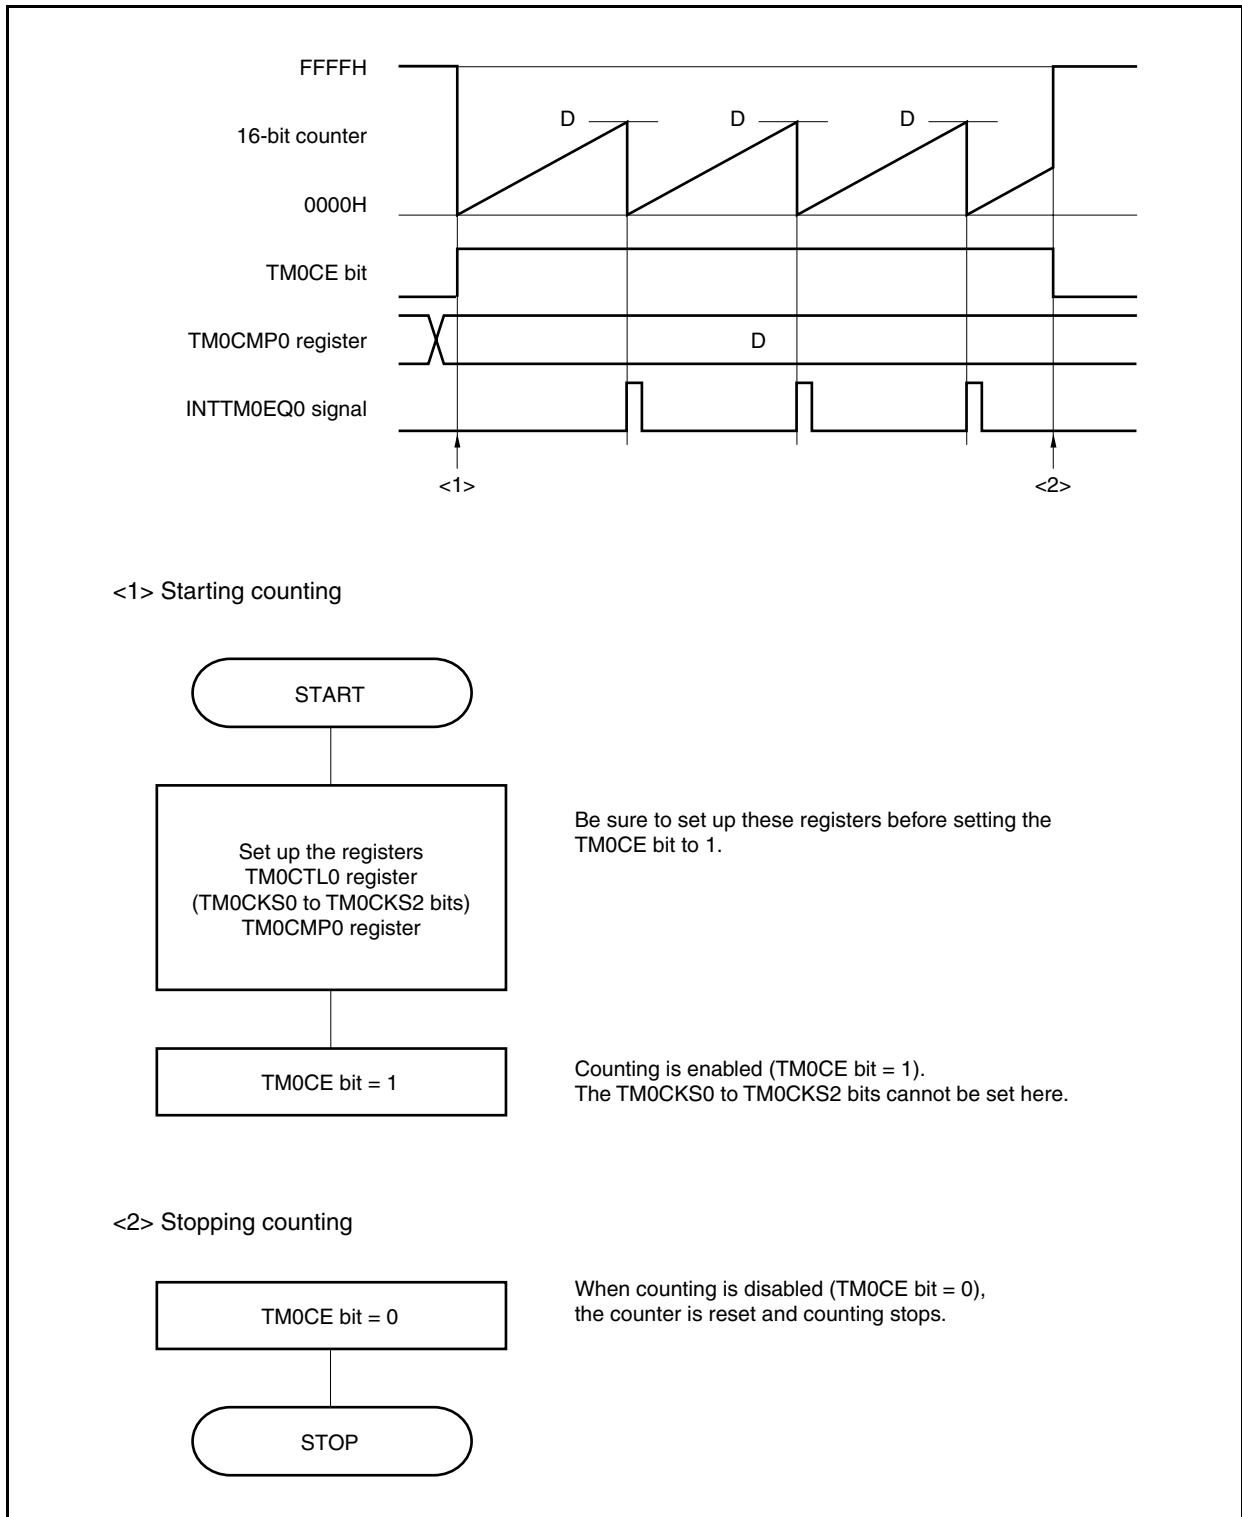 FFFFH
D
D
D
16-bit counter
0000H
TM0CE bit
TM0CMP0 register
D
INTTM0EQ0 signal
<1>
<2>
<1> Starting counting
START
Set up the registers
TM0CTL0 register
(TM0CKS0 to TM0CKS2 bits)
TM0CMP0 register
Be sure to set up these registers before setting the
TM0CE bit to 1.
TM0CE bit = 1
Counting is enabled (TM0CE bit = 1).
The TM0CKS0 to TM0CKS2 bits cannot be set here.
<2> Stopping counting
TM0CE bit = 0
When counting is disabled (TM0CE bit = 0),
the counter is reset and counting stops.
STOP